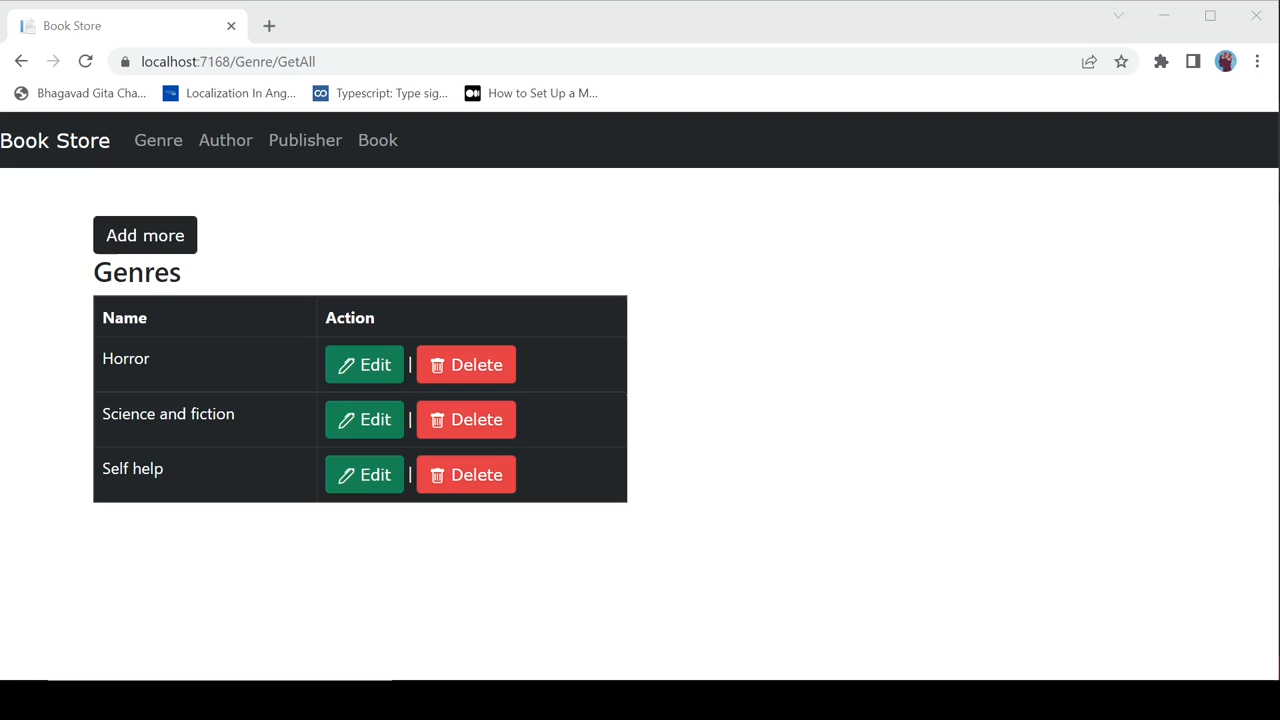 Book Store
localhost:7168/Genre/GetAll
Bhagavad Gita Cha... Localization In Ang... Typescript: Type sig... How to Set Up a M...
Book Store Genre Author Publisher Book
Add more
Genres
Name Action
Horror Edit | Delete
Science and fiction Edit | Delete
Self help Edit | Delete